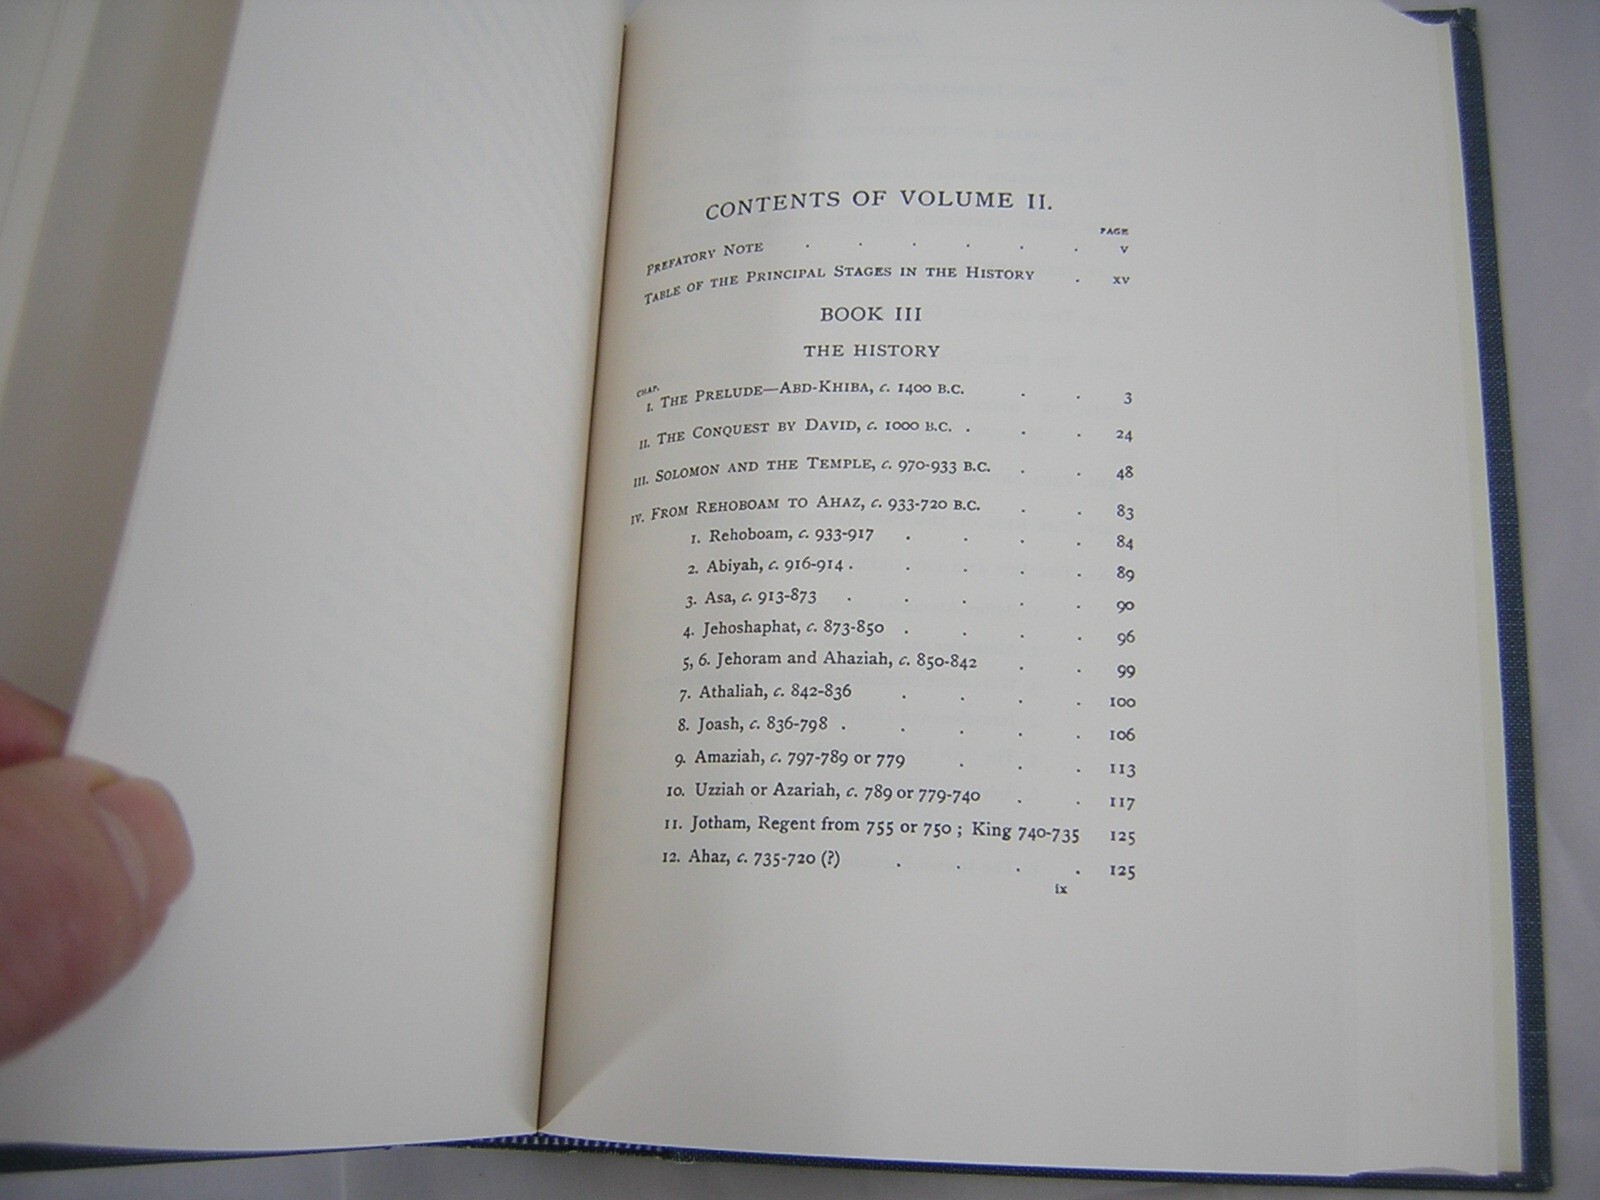 CONTENTS OF VOLUME II.
PAGE
PREFATORY NOTE . . . . . . v
TABLE OF THE PRINCIPAL STAGES IN THE HISTORY . xv
BOOK III
THE HISTORY
CHAP.
I. THE PRELUDE—ABD-KHIBA, c. 1400 B.C. . . 3
II. THE CONQUEST BY DAVID, c. 1000 B.C. . . . 24
III. SOLOMON AND THE TEMPLE, c. 970-933 B.C. . . 48
IV. FROM REHOBOAM TO AHAZ, c. 933-720 B.C. . . 83
1. Rehoboam, c. 933-917 . . . . 84
2. Abiyah, c. 916-914 . . . . . 89
3. Asa, c. 913-873 . . . . . 90
4. Jehoshaphat, c. 873-850 . . . . 96
5, 6. Jehoram and Ahaziah, c. 850-842 . . 99
7. Athaliah, c. 842-836 . . . . 100
8. Joash, c. 836-798 . . . . . 106
9. Amaziah, c. 797-789 or 779 . . . 113
10. Uzziah or Azariah, c. 789 or 779-740 . . 117
11. Jotham, Regent from 755 or 750 ; King 740-735 125
12. Ahaz, c. 735-720 (?) . . . . 125
ix